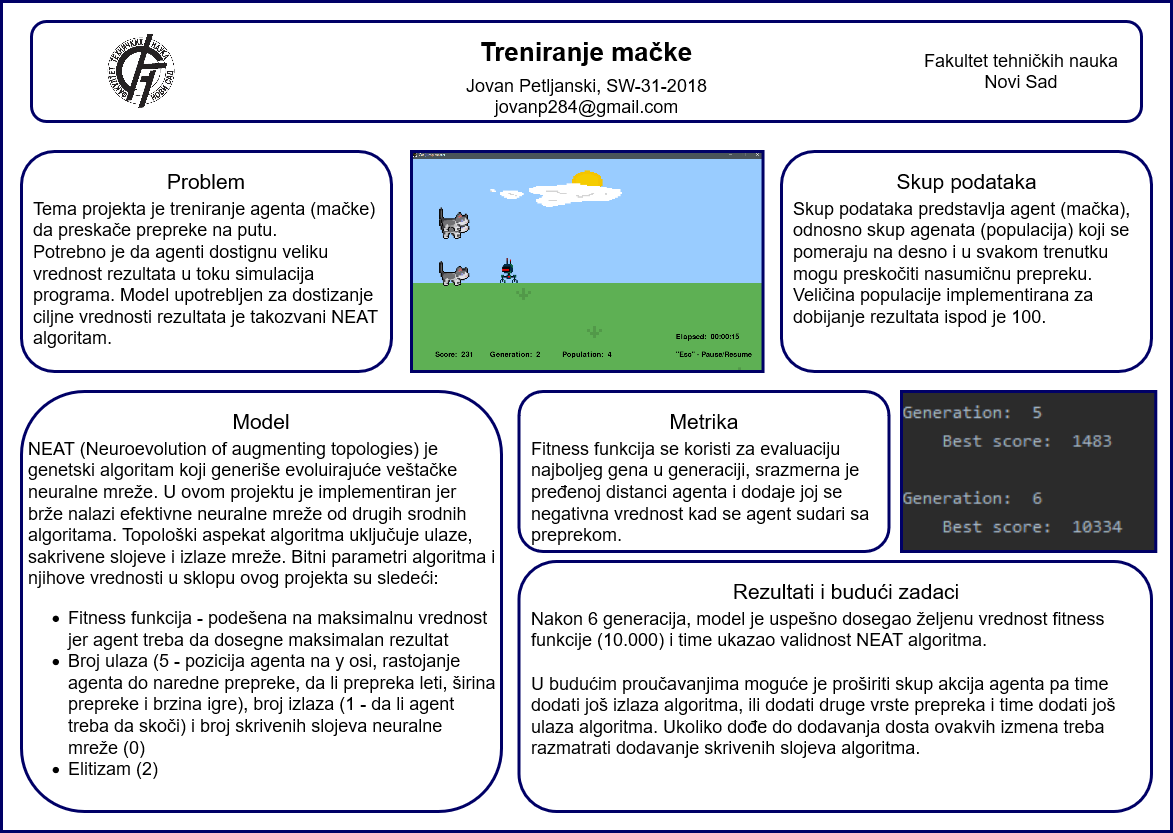 Treniranje mačke
Jovan Petljanski, SW-31-2018
jovanp284@gmail.com
Fakultet tehničkih nauka
Novi Sad
Problem
Tema projekta je treniranje agenta (mačke)
da preskače prepreke na putu.
Potrebno je da agenti dostignu veliku
vrednost rezultata u toku simulacija
programa. Model upotrebljen za dostizanje
ciljne vrednosti rezultata je takozvani NEAT
algoritam.
Elapsed: 00:00:15
Score: 231 Generation: 2 Population: 4 "Esc" - Pause/Resume
Skup podataka
Skup podataka predstavlja agent (mačka),
odnosno skup agenata (populacija) koji se
pomeraju na desno i u svakom trenutku
mogu preskočiti nasumičnu prepreku.
Veličina populacije implementirana za
dobijanje rezultata ispod je 100.
Model
NEAT (Neuroevolution of augmenting topologies) je
genetski algoritam koji generiše evoluirajuće veštačke
neuralne mreže. U ovom projektu je implementiran jer
brže nalazi efektivne neuralne mreže od drugih srodnih
algoritama. Topološki aspekat algoritma uključuje ulaze,
sakrivene slojeve i izlaze mreže. Bitni parametri algoritma i
njihove vrednosti u sklopu ovog projekta su sledeći:
• Fitness funkcija - podešena na maksimalnu vrednost
jer agent treba da dosegne maksimalan rezultat
• Broj ulaza (5 - pozicija agenta na y osi, rastojanje
agenta do naredne prepreke, da li prepreka leti, širina
prepreke i brzina igre), broj izlaza (1 - da li agent
treba da skoči) i broj skrivenih slojeva neuralne
mreže (0)
• Elitizam (2)
Metrika
Fitness funkcija se koristi za evaluaciju
najboljeg gena u generaciji, srazmerna je
pređenoj distanci agenta i dodaje joj se
negativna vrednost kad se agent sudari sa
preprekom.
Generation: 5
Best score: 1483
Generation: 6
Best score: 10334
Rezultati i budući zadaci
Nakon 6 generacija, model je uspešno dosegao željenu vrednost fitness
funkcije (10.000) i time ukazao validnost NEAT algoritma.
U budućim proučavanjima moguće je proširiti skup akcija agenta pa time
dodati još izlaza algoritma, ili dodati druge vrste prepreka i time dodati još
ulaza algoritma. Ukoliko dođe do dodavanja dosta ovakvih izmena treba
razmatrati dodavanje skrivenih slojeva algoritma.